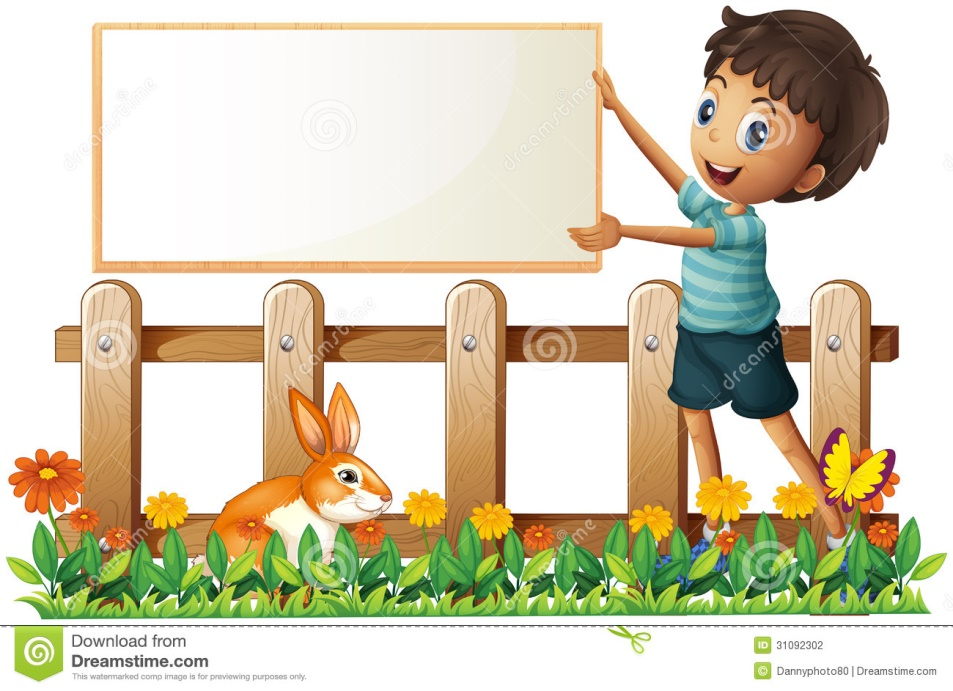 Download from
Dreamstime.com
This watermarked comp image is for previewing purposes only.
ID 31092302
© Dannyphoto80 | Dreamstime.com